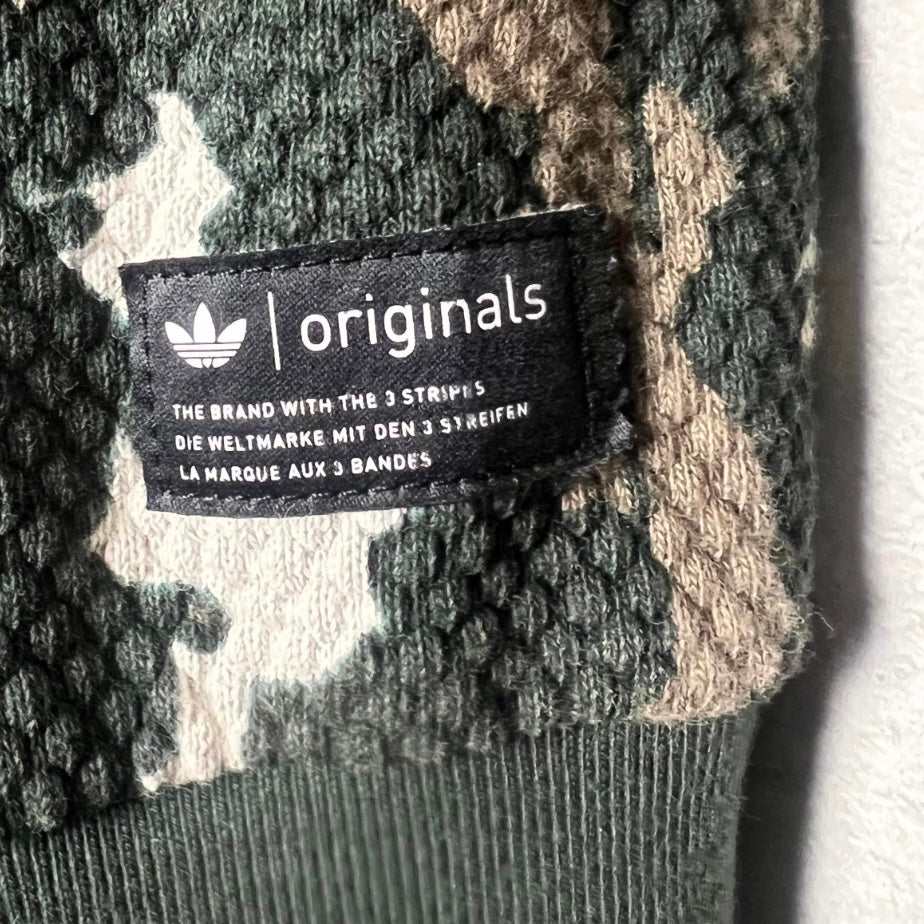 originals
THE BRAND WITH THE 3 STRIPES
DIE WELTMARKE MIT DEN 3 STREIFEN
LA MARQUE AUX 3 BANDES